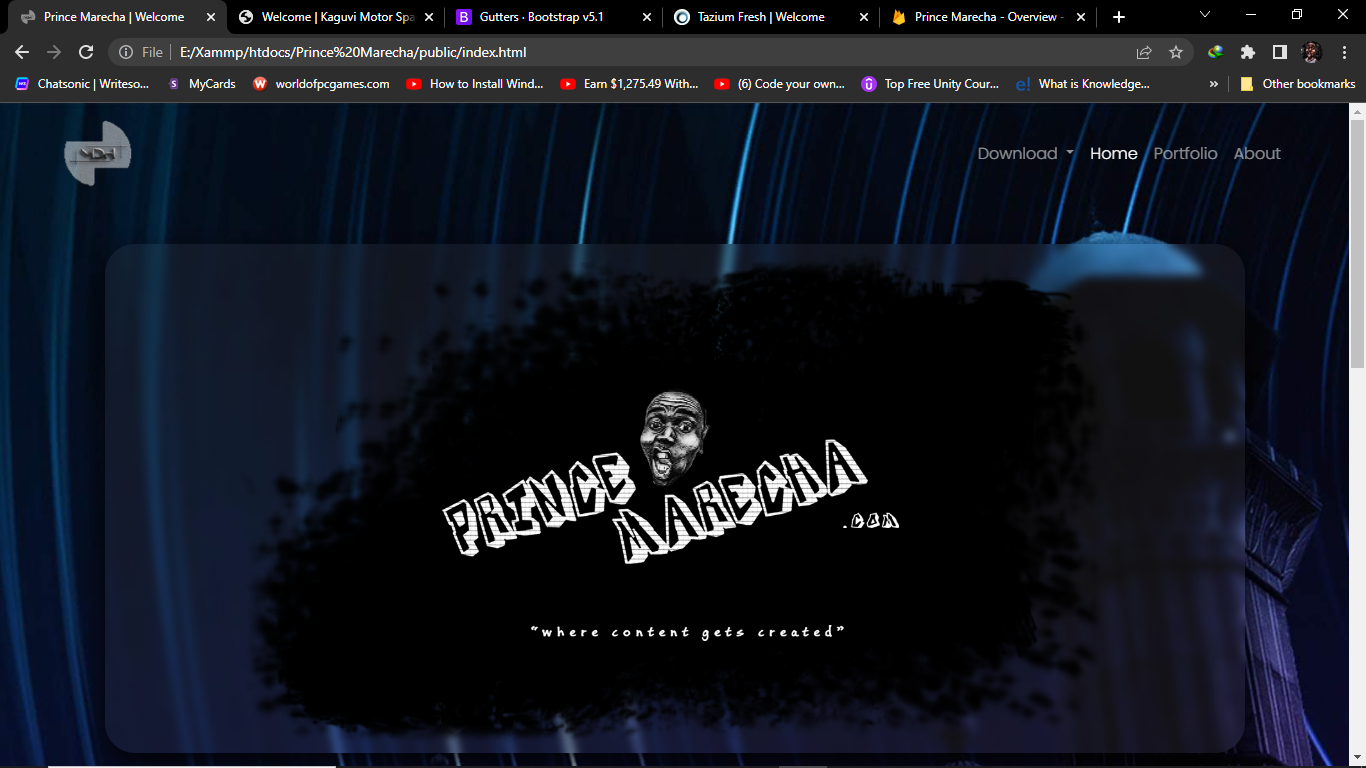 Prince Marecha | Welcome
Welcome | Kaguvi Motor Spa
Gutters · Bootstrap v5.1
Tazium Fresh | Welcome
Prince Marecha - Overview -
File | E:/Xammp/htdocs/Prince%20Marecha/public/index.html
Chatsonic | Writeso...
MyCards
worldofpcgames.com
How to Install Wind...
Earn $1,275.49 With...
(6) Code your own...
Top Free Unity Cour...
What is Knowledge...
»
Other bookmarks
Download
Home
Portfolio
About
PRINCE
MARECHA
.COM
"where content gets created"